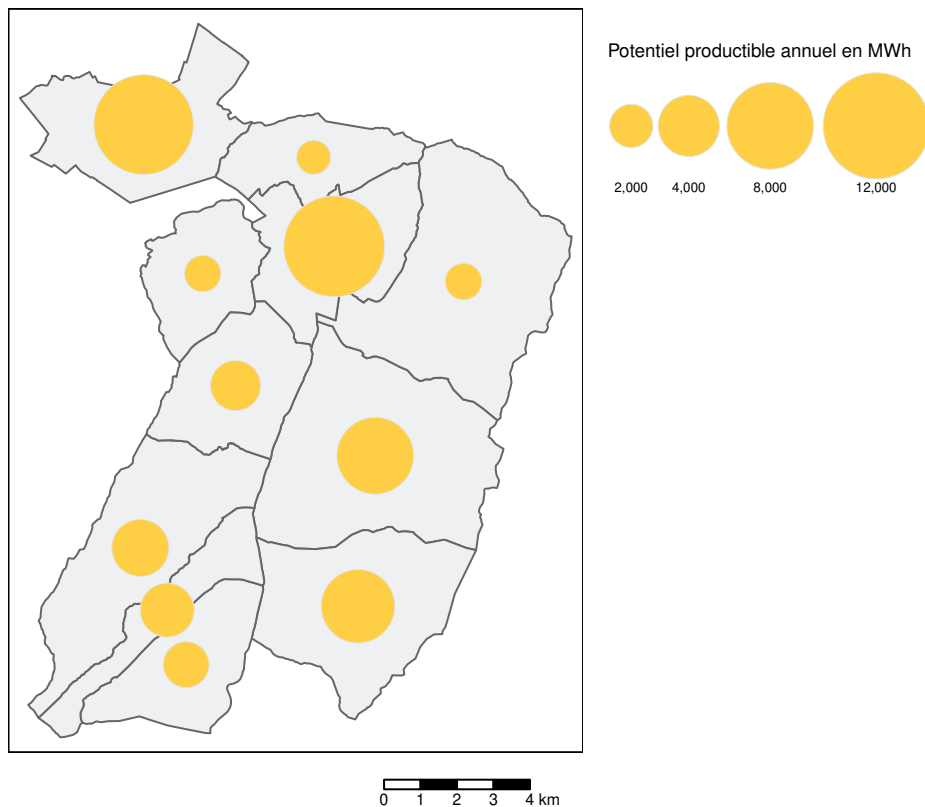 Potentiel productible annuel en MWh
2,000 4,000 8,000 12,000
0 1 2 3 4 km